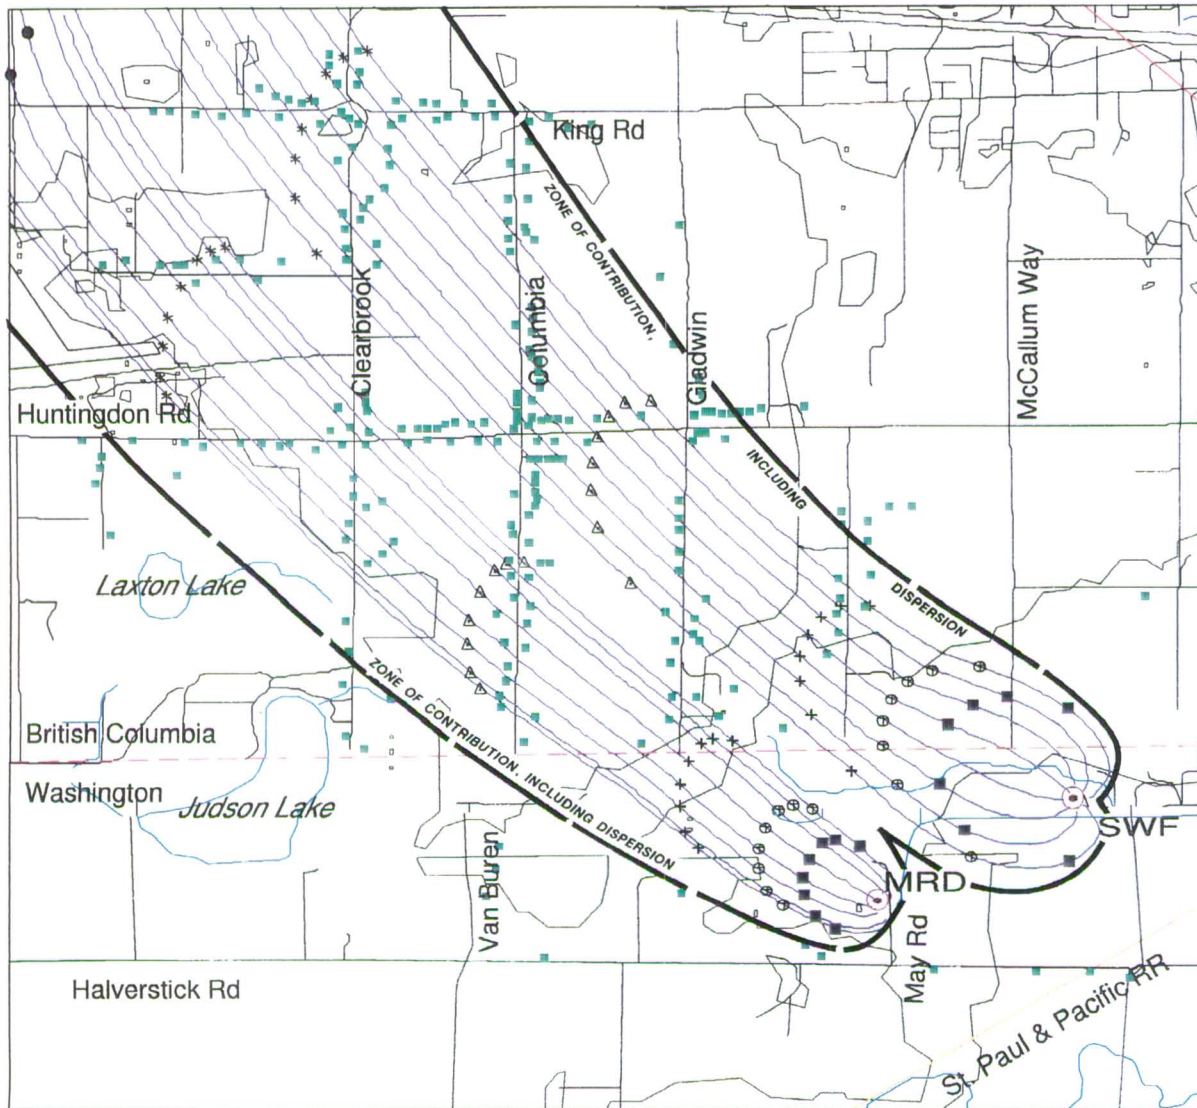 King Rd
ZONE OF CONTRIBUTION,
McCallum Way
Clearbrook
Columbia
Gladwin
Huntingdon Rd
INCLUDING
Laxton Lake
DISPERSION
ZONE OF CONTRIBUTION, INCLUDING DISPERSION
British Columbia
Washington
Judson Lake
SWF
Van Buren
MRD
May Rd
Halverstick Rd
St. Paul & Pacific RR